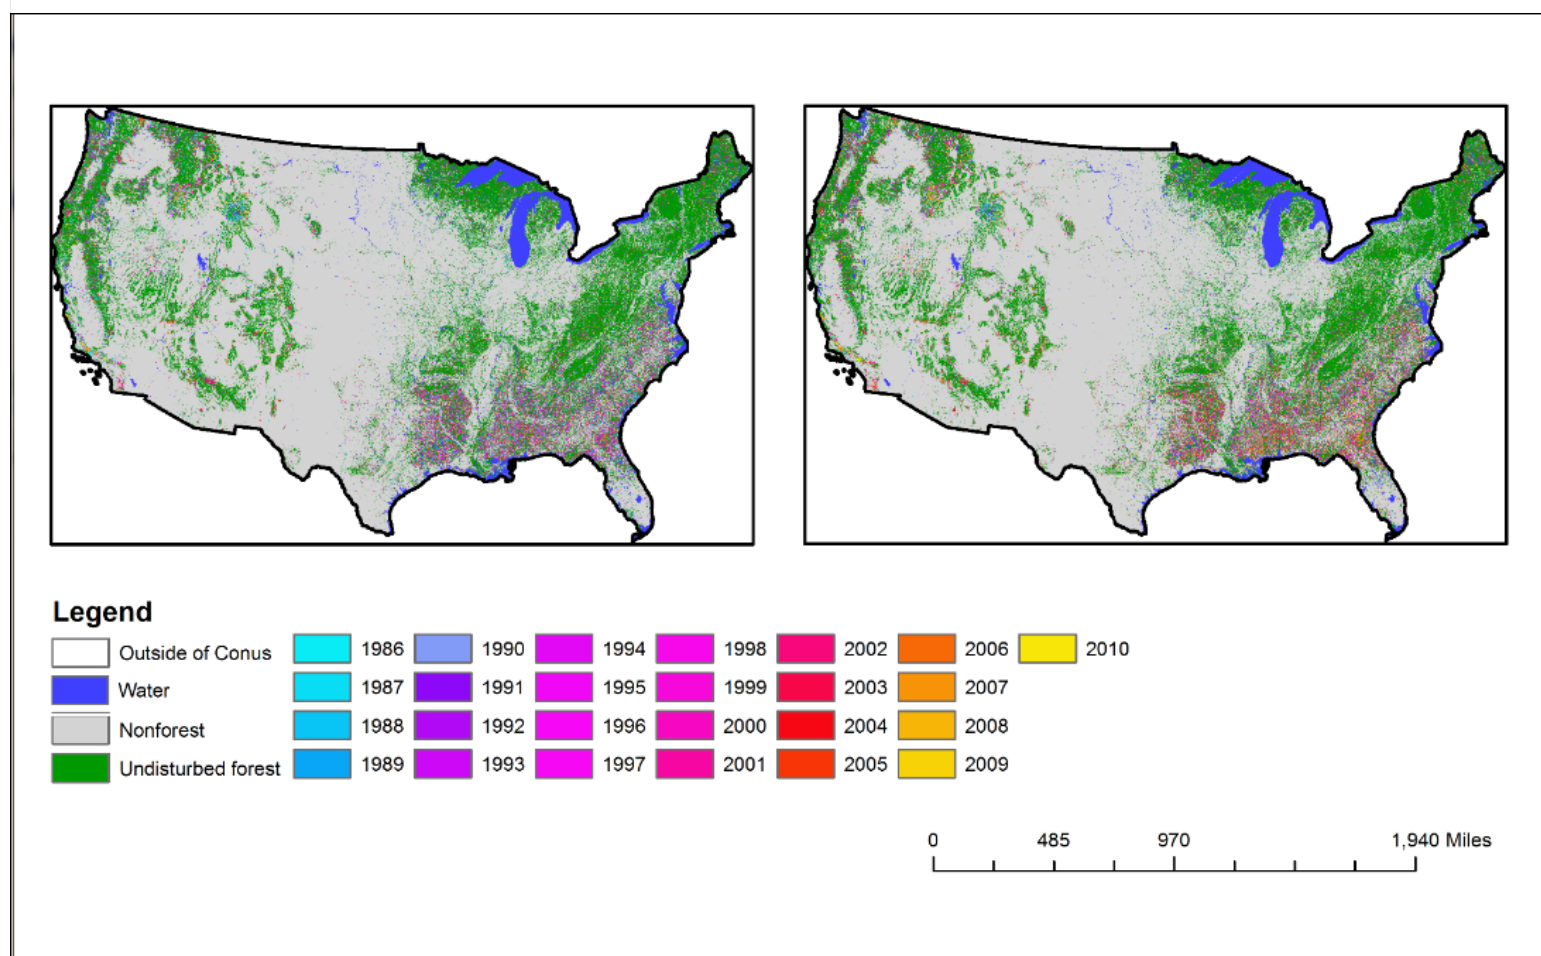 Legend
Outside of Conus 1986 1990 1994 1998 2002 2006 2010
Water 1987 1991 1995 1999 2003 2007
Nonforest 1988 1992 1996 2000 2004 2008
Undisturbed forest 1989 1993 1997 2001 2005 2009
0 485 970 1,940 Miles